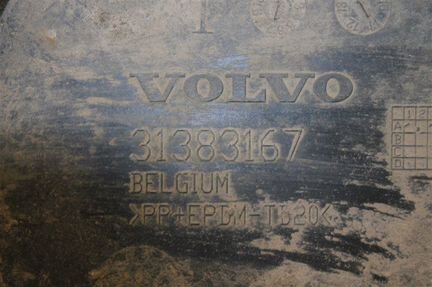 VOLVO
31383167
BELGIUM
>PP+EPDM-TD20<